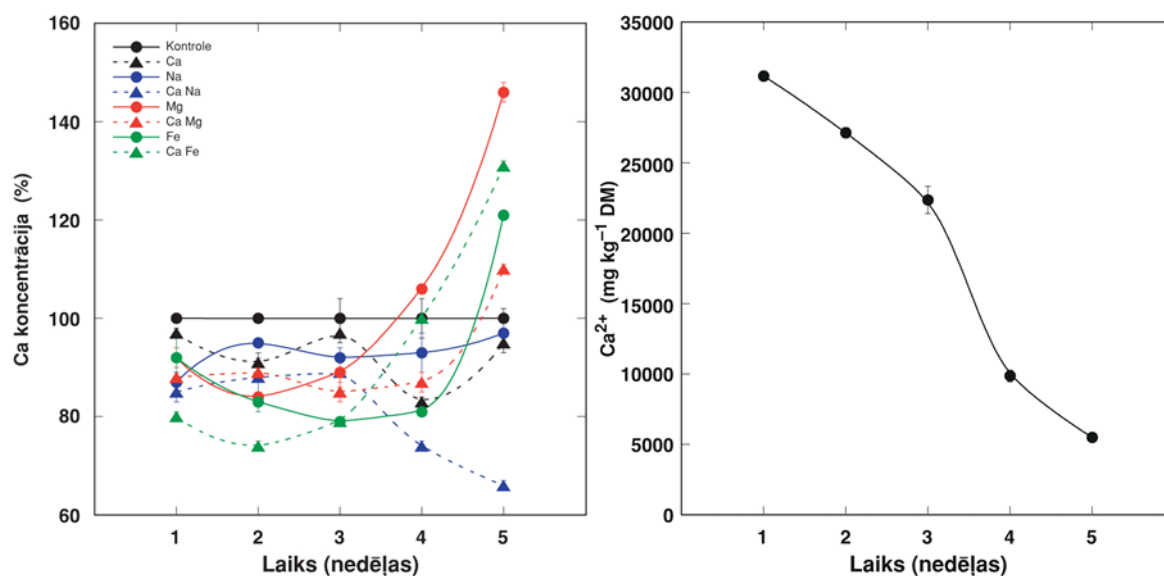 160
140
120
100
80
60
Ca koncentrācija (%)
Kontrole
Ca
Na
Ca Na
Mg
Ca Mg
Fe
Ca Fe
1 2 3 4 5
Laiks (nedēļas)
35000
30000
25000
20000
15000
10000
5000
0
Ca²⁺ (mg kg⁻¹ DM)
1 2 3 4 5
Laiks (nedēļas)